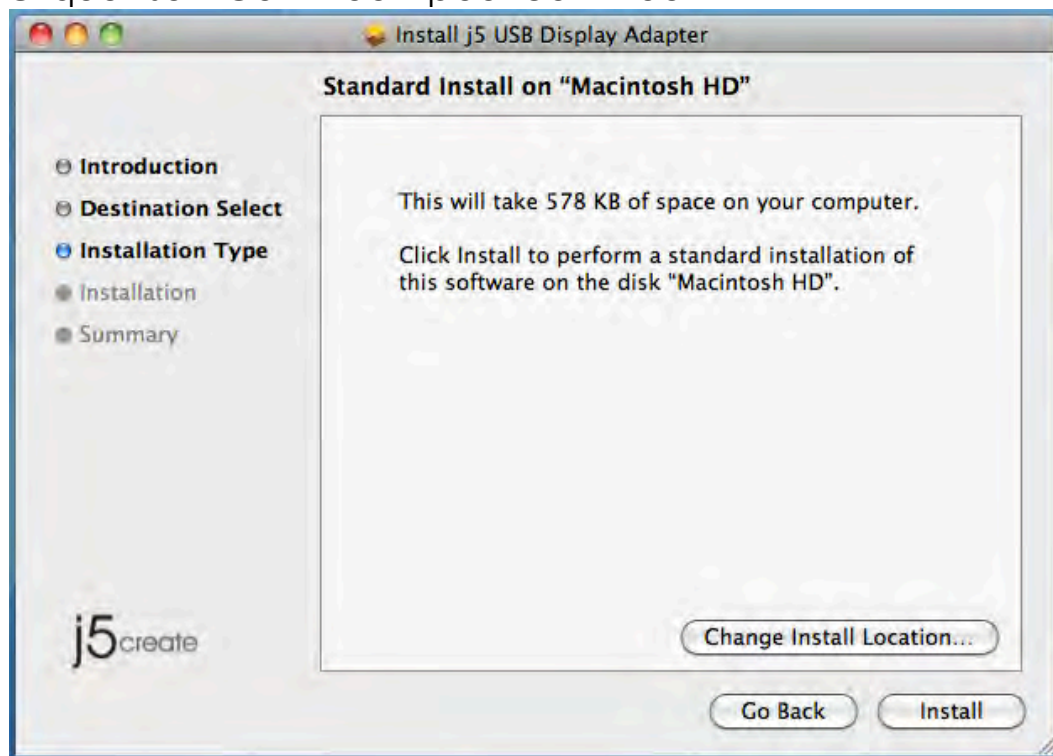 Install j5 USB Display Adapter
Standard Install on “Macintosh HD”
Introduction
Destination Select
Installation Type
Installation
Summary
This will take 578 KB of space on your computer.
Click Install to perform a standard installation of
this software on the disk "Macintosh HD".
j5create
Change Install Location...
Go Back
Install